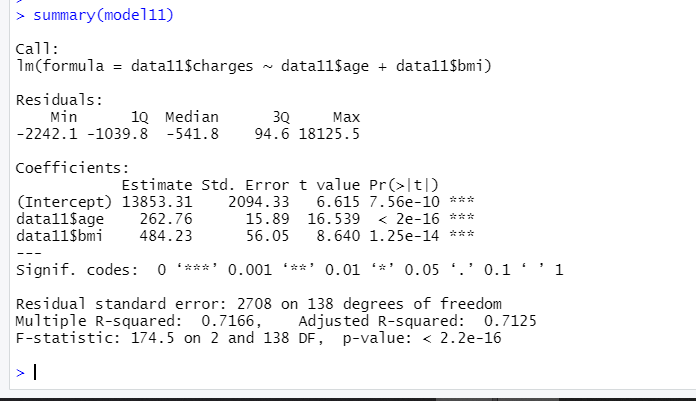 > summary(model11)
Call:
lm(formula = data11$charges ~ data11$age + data11$bmi)
Residuals:
    Min      1Q  Median      3Q     Max
-2242.1 -1039.8  -541.8    94.6 18125.5
Coefficients:
            Estimate Std. Error t value Pr(>|t|)
(Intercept) 13853.31    2094.33   6.615 7.56e-10 ***
data11$age    262.76      15.89  16.539  < 2e-16 ***
data11$bmi    484.23      56.05   8.640 1.25e-14 ***
---
Signif. codes:  0 ‘***’ 0.001 ‘**’ 0.01 ‘*’ 0.05 ‘.’ 0.1 ‘ ’ 1
Residual standard error: 2708 on 138 degrees of freedom
Multiple R-squared:  0.7166,    Adjusted R-squared:  0.7125
F-statistic: 174.5 on 2 and 138 DF,  p-value: < 2.2e-16
>